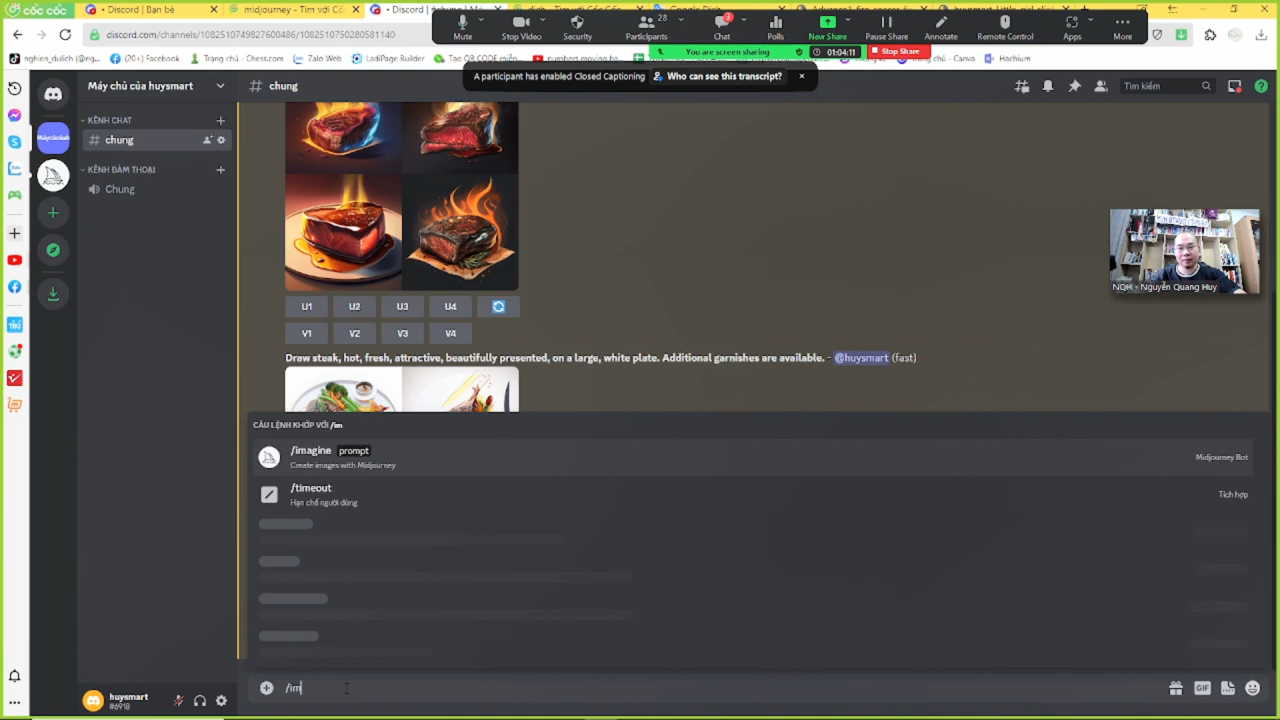 cốc cốc
Discord | Bạn bè
midjourney - Tìm với Cố
Discord |
Mute
Stop Video
Security
28
Participants
3
Chat
Polls
New Share
Pause Share
Annotate
Remote Control
Apps
More
You are screen sharing
01:04:11
Stop Share
discord.com/channels/1082510749827600486/1082510750280581140
(20+) Facebook
Trang chủ - Chess.com
Zalo Web
LadiPage Builder
Hachium
A participant has enabled Closed Captioning
Who can see this transcript?
Máy chủ của huysmart
# chung
Tìm kiếm
KÊNH CHAT
# chung
KÊNH ĐÀM THOẠI
Chung
NQH - Nguyễn Quang Huy
U1
U2
U3
U4
V1
V2
V3
V4
Draw steak, hot, fresh, attractive, beautifully presented, on a large, white plate. Additional garnishes are available. - @huysmart (fast)
CÂU LỆNH KHỚP VỚI /im
/imagine prompt
Create images with Midjourney
Midjourney Bot
/timeout
Hạn chế người dùng
Tích hợp
/im
GIF
huysmart
#6918